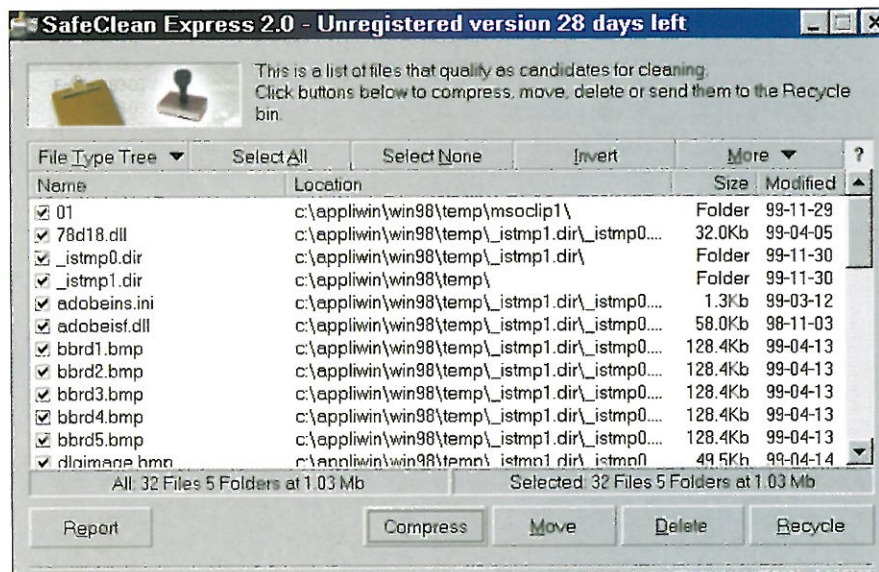 SafeClean Express 2.0 - Unregistered version 28 days left
This is a list of files that qualify as candidates for cleaning.
Click buttons below to compress, move, delete or send them to the Recycle
bin.
File Type Tree Select All Select None Invert More ?
Name Location Size Modified
01 c:\appliwin\win98\temp\msoclip1\ Folder 99-11-29
78d18.dll c:\appliwin\win98\temp\_istmp1.dir\_istmp0.... 32.0Kb 99-04-05
_istmp0.dir c:\appliwin\win98\temp\_istmp1.dir\ Folder 99-11-30
_istmp1.dir c:\appliwin\win98\temp\ Folder 99-11-30
adobeins.ini c:\appliwin\win98\temp\_istmp1.dir\_istmp0.... 1.3Kb 99-03-12
adobeisf.dll c:\appliwin\win98\temp\_istmp1.dir\_istmp0.... 58.0Kb 98-11-03
bbrd1.bmp c:\appliwin\win98\temp\_istmp1.dir\_istmp0.... 128.4Kb 99-04-13
bbrd2.bmp c:\appliwin\win98\temp\_istmp1.dir\_istmp0.... 128.4Kb 99-04-13
bbrd3.bmp c:\appliwin\win98\temp\_istmp1.dir\_istmp0.... 128.4Kb 99-04-13
bbrd4.bmp c:\appliwin\win98\temp\_istmp1.dir\_istmp0.... 128.4Kb 99-04-13
bbrd5.bmp c:\appliwin\win98\temp\_istmp1.dir\_istmp0.... 128.4Kb 99-04-13
dlgimage.bmp c:\appliwin\win98\temp\_istmp1.dir\_istmp0 49.5Kb 99-04-14
All: 32 Files 5 Folders at 1.03 Mb Selected: 32 Files 5 Folders at 1.03 Mb
Report Compress Move Delete Recycle